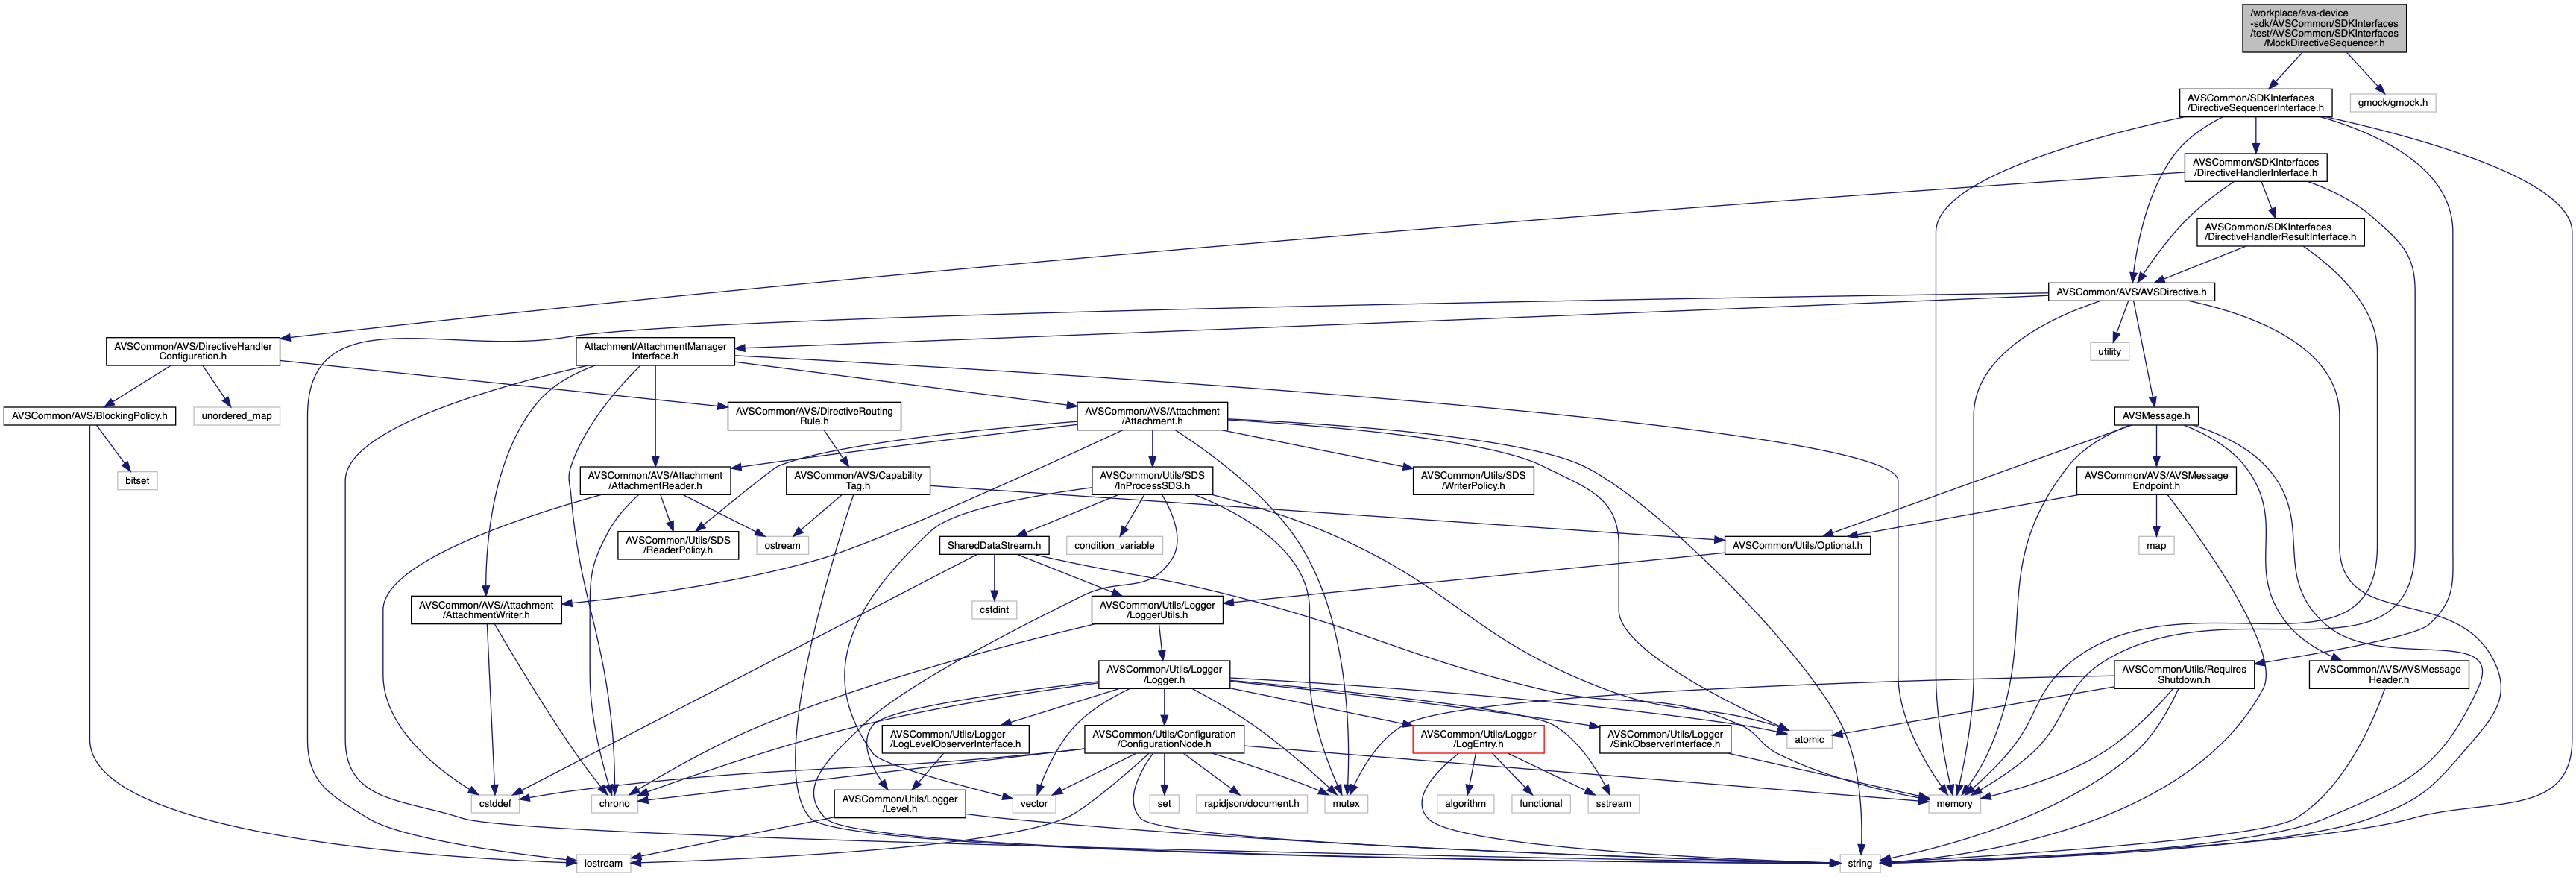 /workplace/avs-device
-sdk/AVSCommon/SDKInterfaces
/test/AVSCommon/SDKInterfaces
/MockDirectiveSequencer.h
AVSCommon/SDKInterfaces
/DirectiveSequencerInterface.h
gmock/gmock.h
AVSCommon/SDKInterfaces
/DirectiveHandlerInterface.h
AVSCommon/SDKInterfaces
/DirectiveHandlerResultInterface.h
AVSCommon/AVS/AVSDirective.h
AVSCommon/AVS/DirectiveHandler
Configuration.h
Attachment/AttachmentManager
Interface.h
utility
AVSCommon/AVS/BlockingPolicy.h
unordered_map
AVSCommon/AVS/DirectiveRouting
Rule.h
AVSCommon/AVS/Attachment
/Attachment.h
AVSMessage.h
bitset
AVSCommon/AVS/Attachment
/AttachmentReader.h
AVSCommon/AVS/Capability
Tag.h
AVSCommon/Utils/SDS
/InProcessSDS.h
AVSCommon/Utils/SDS
/WriterPolicy.h
AVSCommon/AVS/AVSMessage
Endpoint.h
AVSCommon/Utils/SDS
/ReaderPolicy.h
ostream
SharedDataStream.h
condition_variable
AVSCommon/Utils/Optional.h
map
AVSCommon/AVS/Attachment
/AttachmentWriter.h
cstdint
AVSCommon/Utils/Logger
/LoggerUtils.h
AVSCommon/Utils/Logger
/Logger.h
AVSCommon/Utils/Requires
Shutdown.h
AVSCommon/AVS/AVSMessage
Header.h
AVSCommon/Utils/Logger
/LogLevelObserverInterface.h
AVSCommon/Utils/Configuration
/ConfigurationNode.h
AVSCommon/Utils/Logger
/LogEntry.h
AVSCommon/Utils/Logger
/SinkObserverInterface.h
atomic
cstddef
chrono
AVSCommon/Utils/Logger
/Level.h
vector
set
rapidjson/document.h
mutex
algorithm
functional
sstream
memory
iostream
string